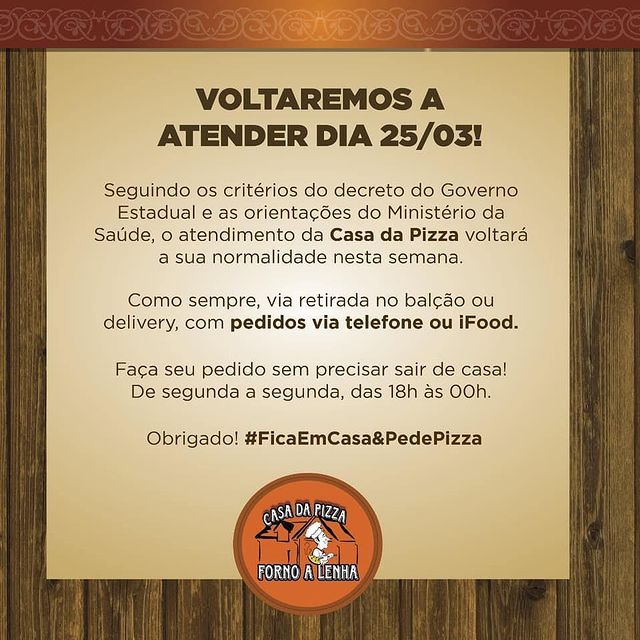 VOLTAREMOS A
ATENDER DIA 25/03!
Seguindo os critérios do decreto do Governo
Estadual e as orientações do Ministério da
Saúde, o atendimento da Casa da Pizza voltará
a sua normalidade nesta semana.
Como sempre, via retirada no balção ou
delivery, com pedidos via telefone ou iFood.
Faça seu pedido sem precisar sair de casa!
De segunda a segunda, das 18h às 00h.
Obrigado! #FicaEmCasa&PedePizza
CASA DA PIZZA
FORNO A LENHA